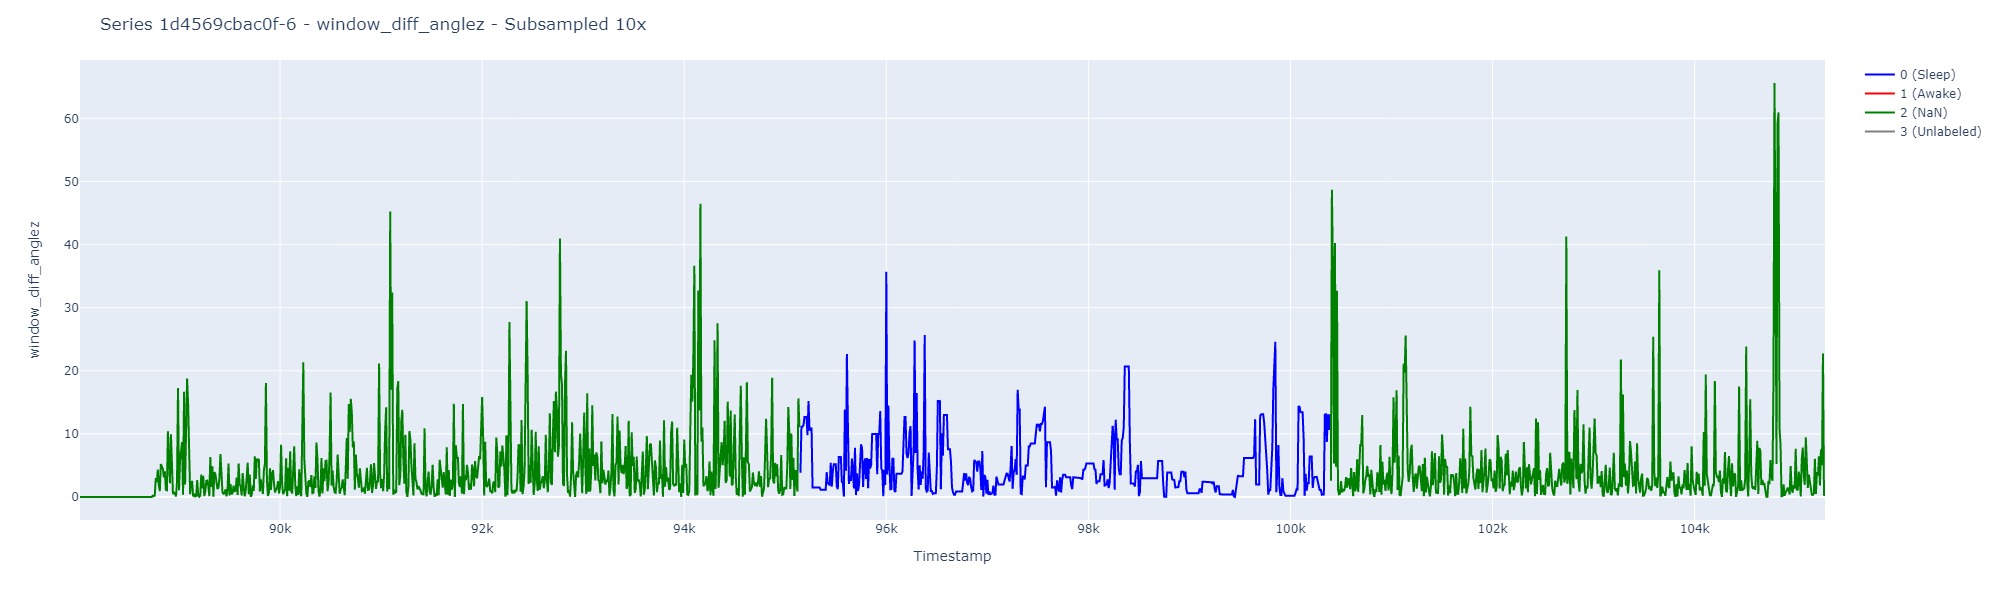 Series 1d4569cbac0f-6 - window_diff_anglez - Subsampled 10x
0 (Sleep)
1 (Awake)
2 (NaN)
3 (Unlabeled)
window_diff_anglez
60
50
40
30
20
10
0
90k 92k 94k 96k 98k 100k 102k 104k
Timestamp